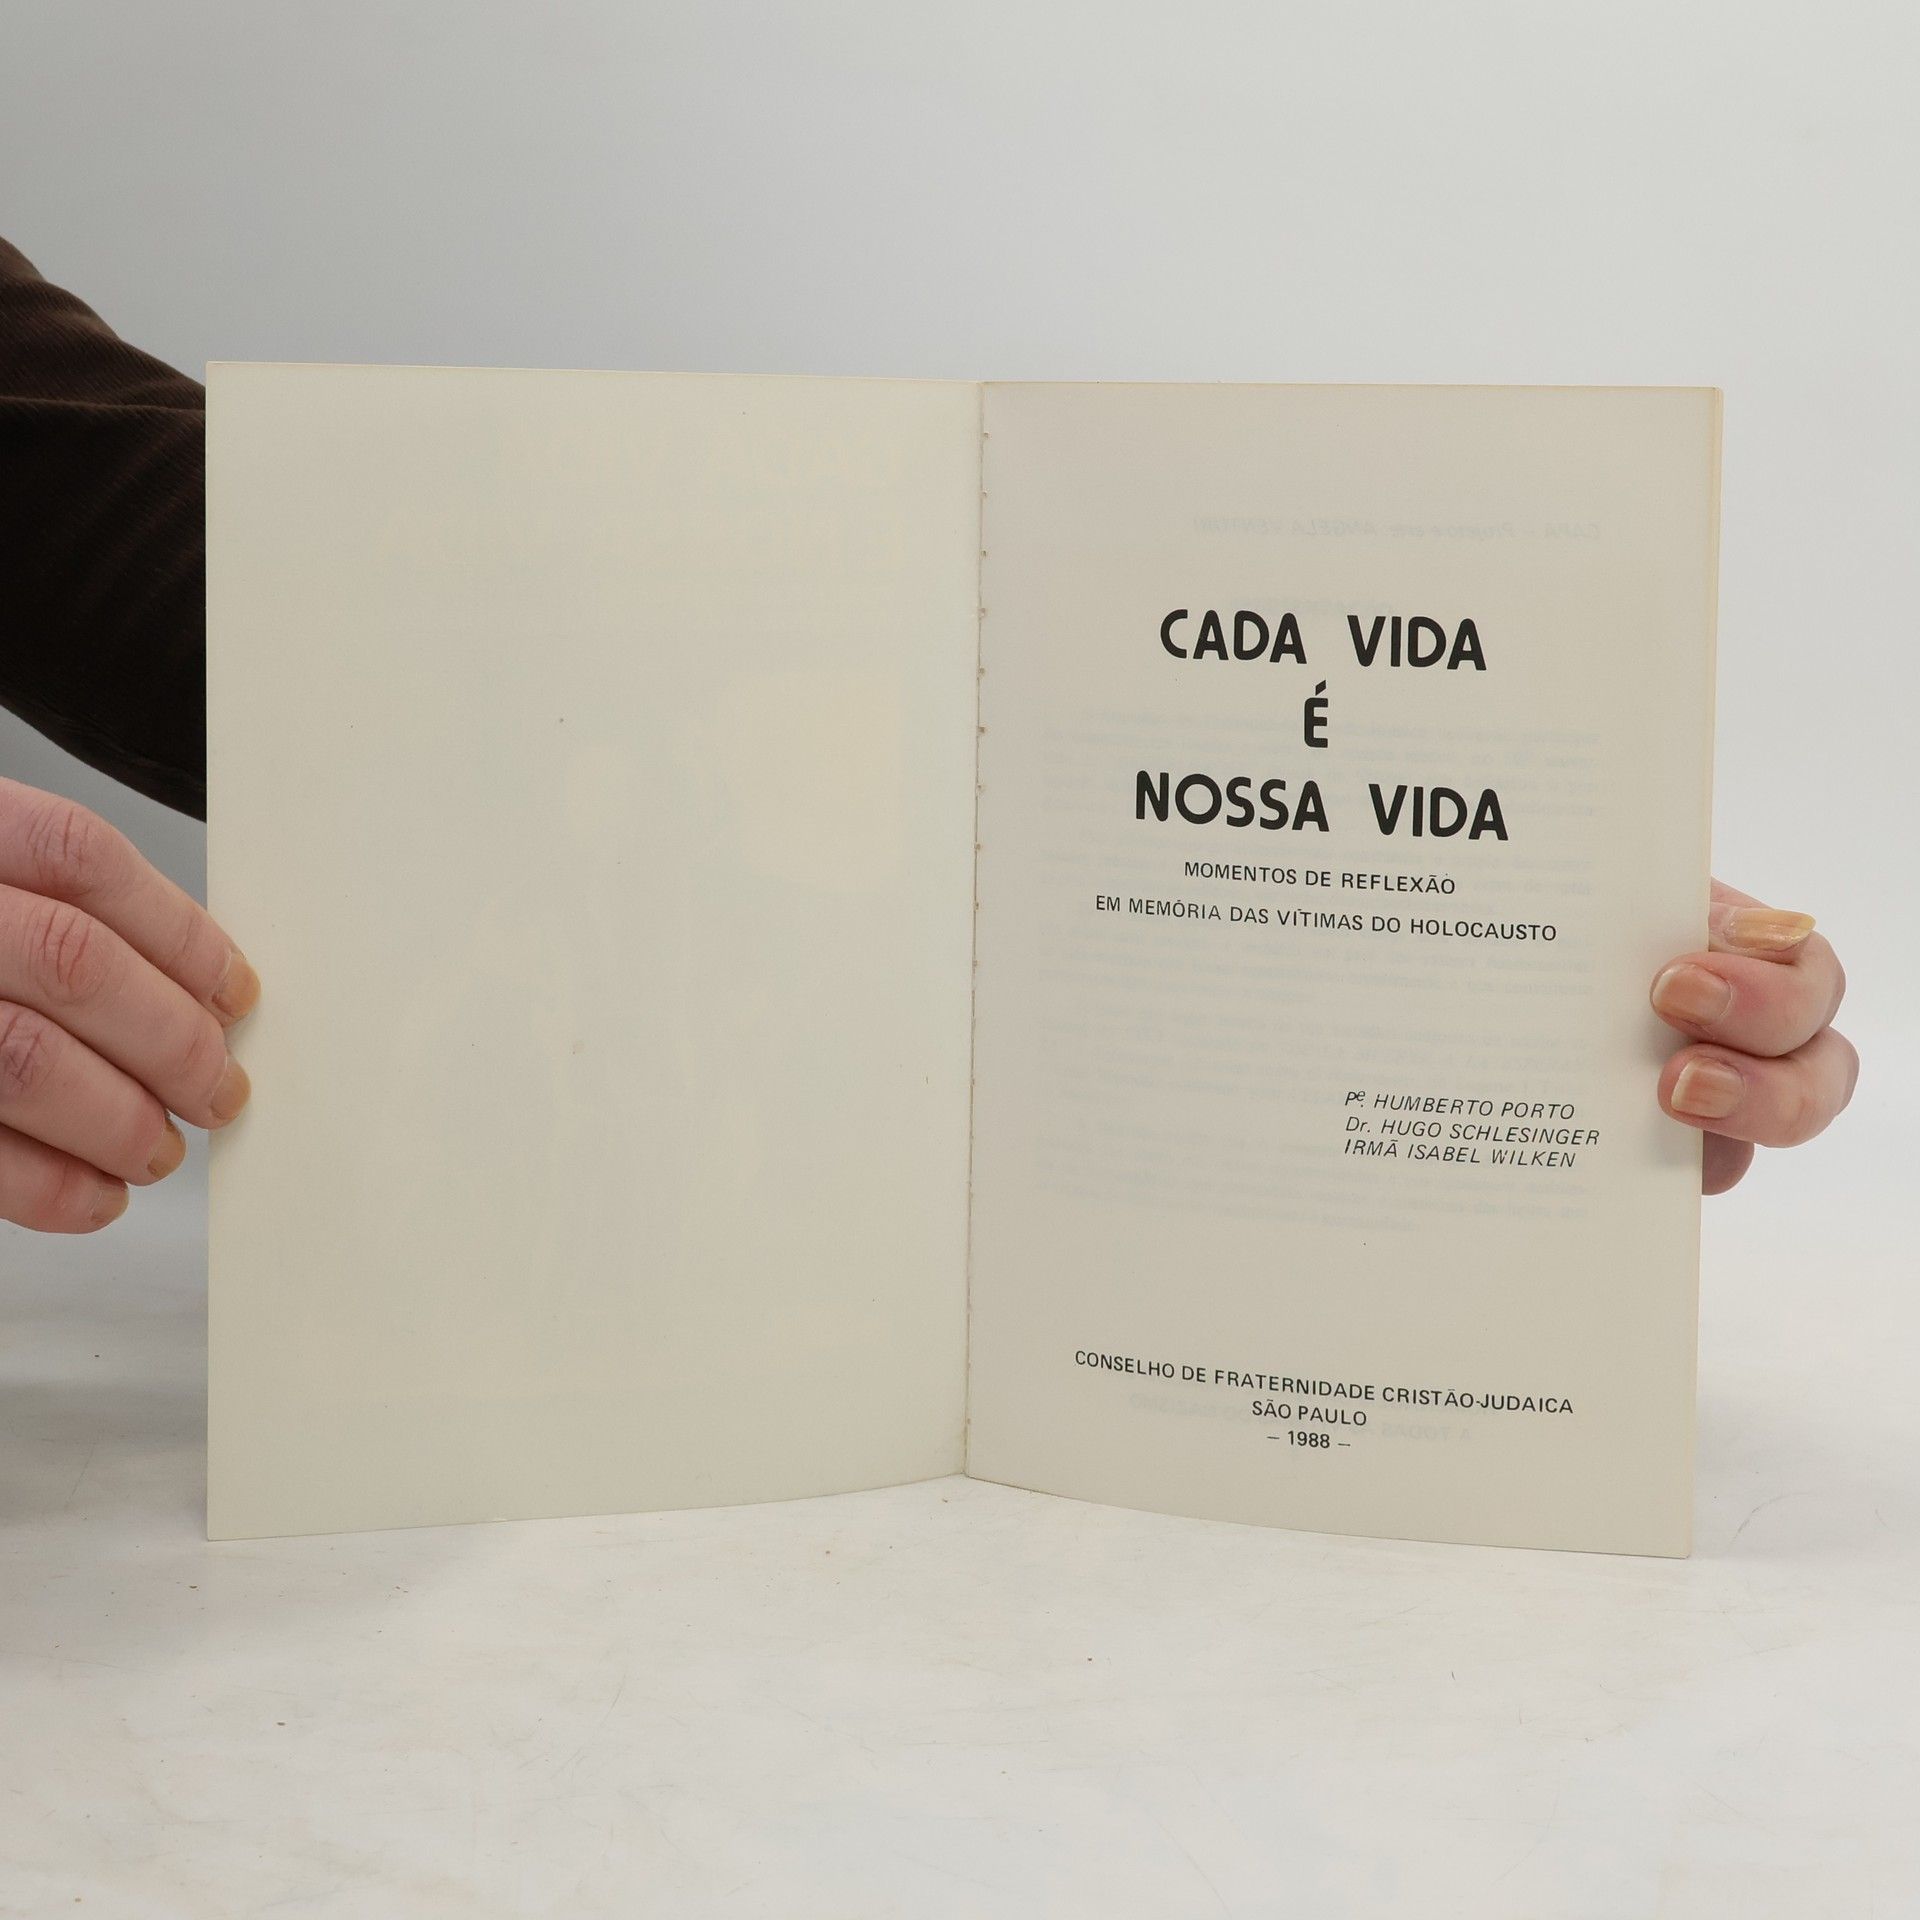 CADA VIDA
É
NOSSA VIDA
MOMENTOS DE REFLEXÃO
EM MEMÓRIA DAS VÍTIMAS DO HOLOCAUSTO
Pe. HUMBERTO PORTO
Dr. HUGO SCHLESINGER
IRMÃ ISABEL WILKEN
CONSELHO DE FRATERNIDADE CRISTÃO-JUDAICA
SÃO PAULO
– 1988 –